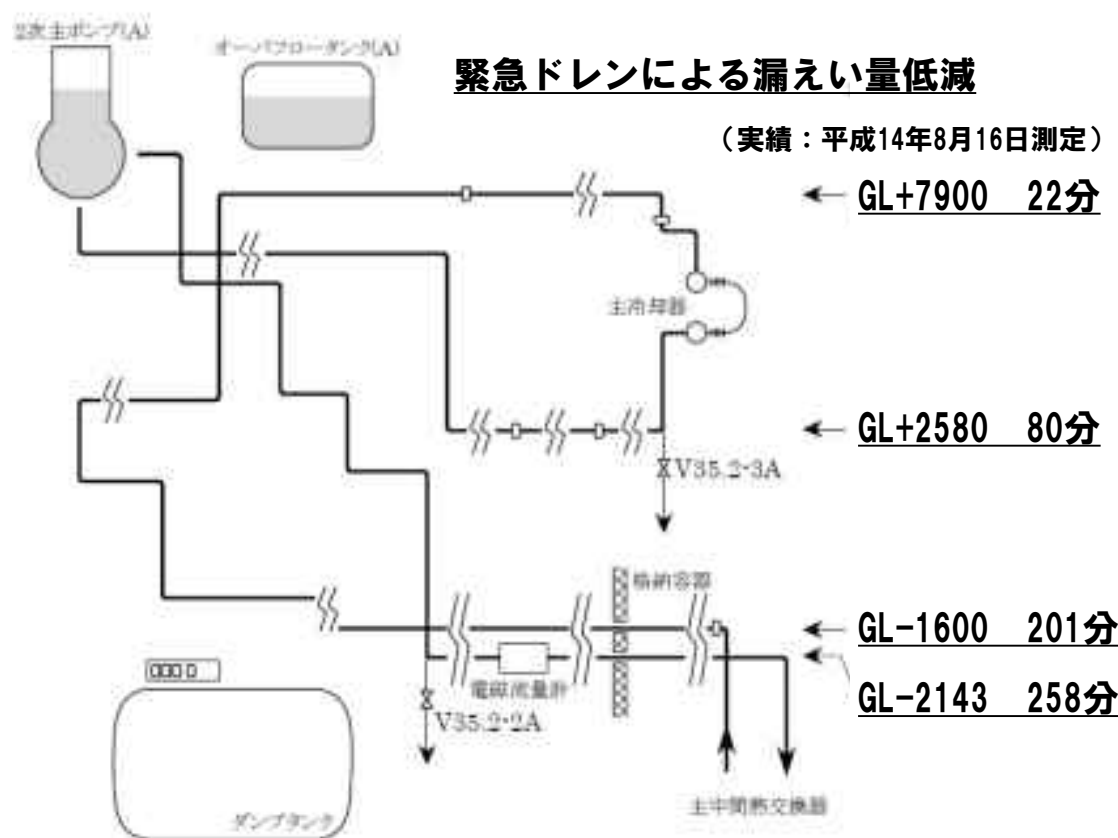 2次主ポンプ(A)
オーバフロータンク(A)
緊急ドレンによる漏えい量低減
（実績：平成14年8月16日測定）
GL+7900 22分
主冷却器
GL+2580 80分
V35.2-3A
格納容器
GL-1600 201分
電磁流量計
GL-2143 258分
V35.2-2A
主中間熱交換器
ダンプタンク